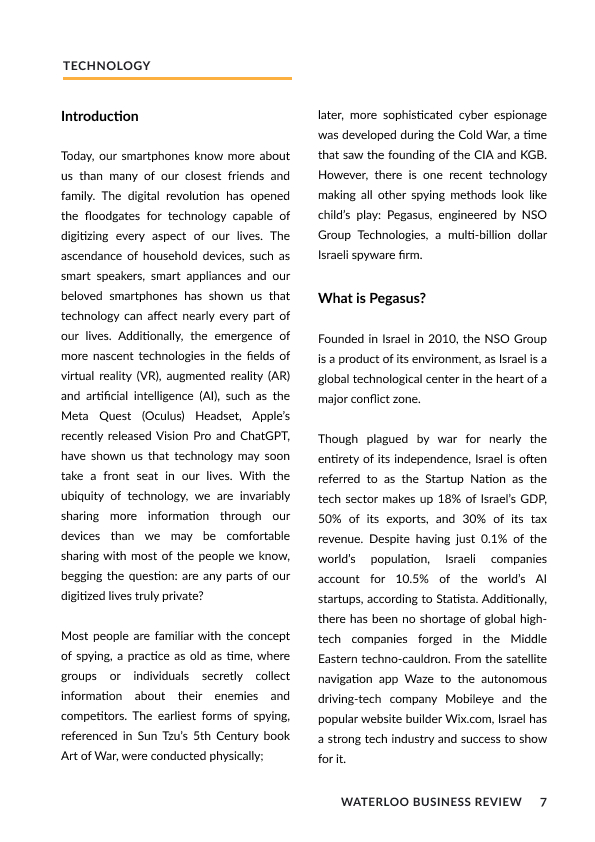 TECHNOLOGY
Introduction
Today, our smartphones know more about
us than many of our closest friends and
family. The digital revolution has opened
the floodgates for technology capable of
digitizing every aspect of our lives. The
ascendance of household devices, such as
smart speakers, smart appliances and our
beloved smartphones has shown us that
technology can affect nearly every part of
our lives. Additionally, the emergence of
more nascent technologies in the fields of
virtual reality (VR), augmented reality (AR)
and artificial intelligence (AI), such as the
Meta Quest (Oculus) Headset, Apple's
recently released Vision Pro and ChatGPT,
have shown us that technology may soon
take a front seat in our lives. With the
ubiquity of technology, we are invariably
sharing more information through our
devices than we may be comfortable
sharing with most of the people we know,
begging the question: are any parts of our
digitized lives truly private?
Most people are familiar with the concept
of spying, a practice as old as time, where
groups or individuals secretly collect
information about their enemies and
competitors. The earliest forms of spying,
referenced in Sun Tzu's 5th Century book
Art of War, were conducted physically;
later, more sophisticated cyber espionage
was developed during the Cold War, a time
that saw the founding of the CIA and KGB.
However, there is one recent technology
making all other spying methods look like
child's play: Pegasus, engineered by NSO
Group Technologies, a multi-billion dollar
Israeli spyware firm.
What is Pegasus?
Founded in Israel in 2010, the NSO Group
is a product of its environment, as Israel is a
global technological center in the heart of a
major conflict zone.
Though plagued by war for nearly the
entirety of its independence, Israel is often
referred to as the Startup Nation as the
tech sector makes up 18% of Israel's GDP,
50% of its exports, and 30% of its tax
revenue. Despite having just 0.1% of the
world's population, Israeli companies
account for 10.5% of the world's AI
startups, according to Statista. Additionally,
there has been no shortage of global high-
tech companies forged in the Middle
Eastern techno-cauldron. From the satellite
navigation app Waze to the autonomous
driving-tech company Mobileye and the
popular website builder Wix.com, Israel has
a strong tech industry and success to show
for it.
WATERLOO BUSINESS REVIEW 7